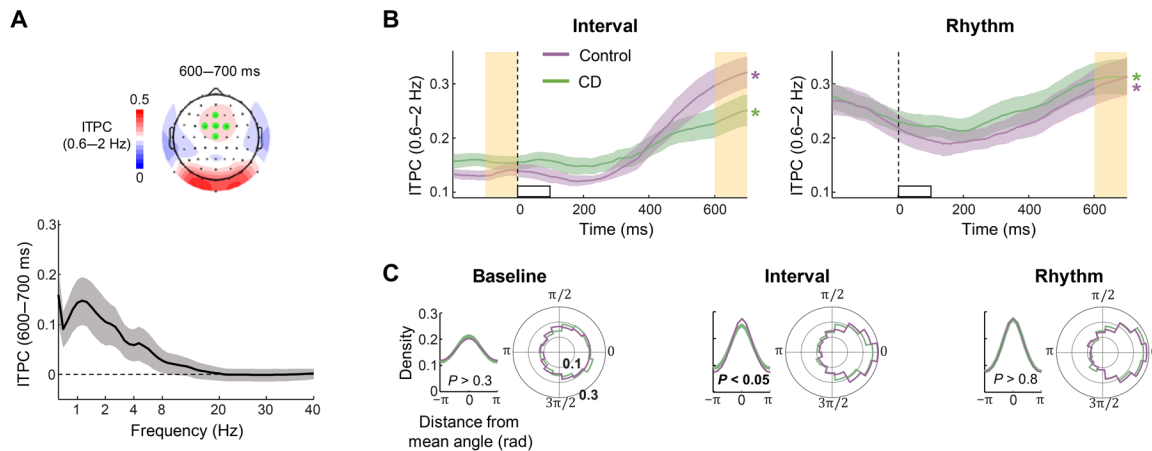 A
600—700 ms
ITPC
(0.6—2 Hz)
0.5
0
0.3
0.2
0.1
0
ITPC (600—700 ms)
1 2 4 8 20 30 40
Frequency (Hz)
B
Interval
Control
CD
0.3
0.2
0.1
ITPC (0.6—2 Hz)
*
*
0 200 400 600
Time (ms)
Rhythm
0.3
0.2
0.1
ITPC (0.6—2 Hz)
*
*
0 200 400 600
Time (ms)
C
Baseline
0.3
0.2
0.1
0
Density
P > 0.3
−π 0 π
Distance from
mean angle (rad)
π/2
π
0
0.1
0.3
3π/2
Interval
P < 0.05
−π 0 π
π/2
π
0
3π/2
Rhythm
P > 0.8
−π 0 π
π/2
π
0
3π/2